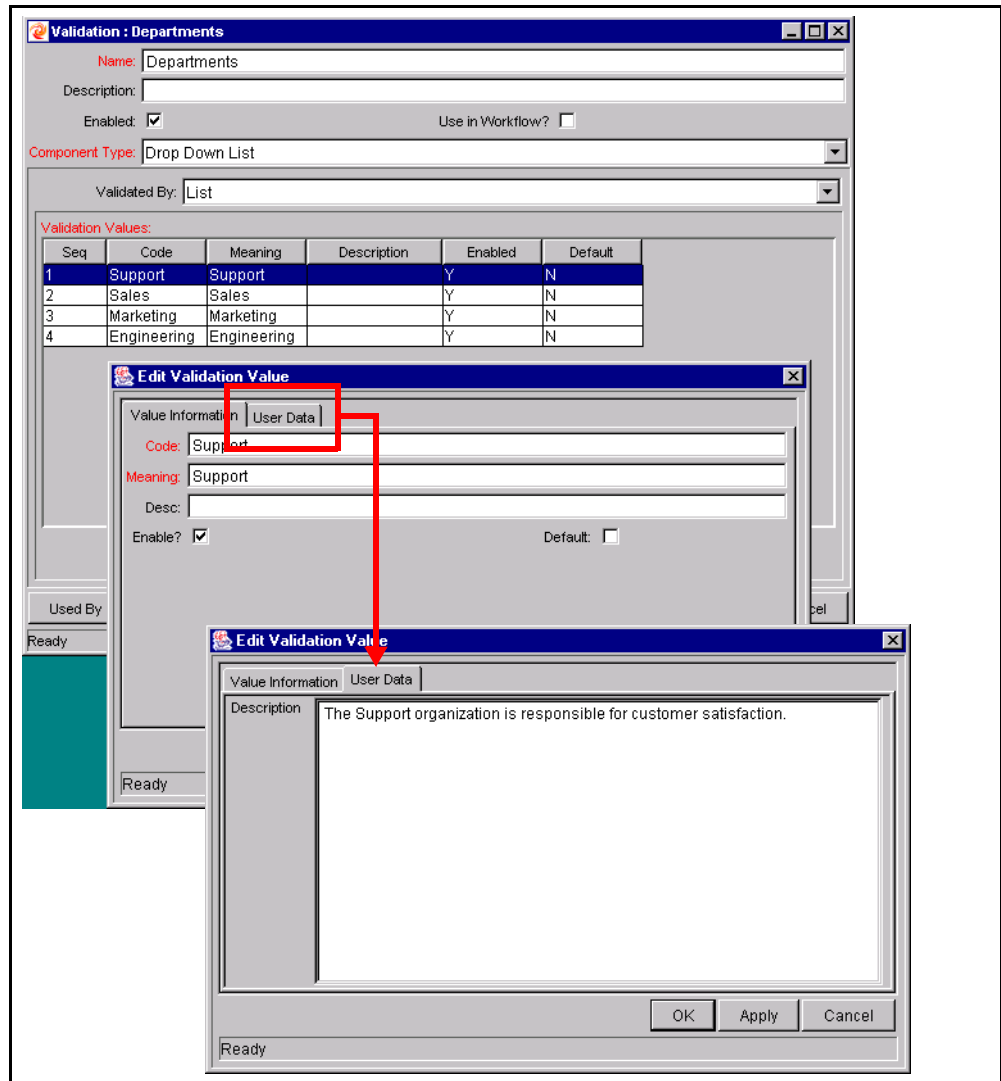 Validation : Departments
Name: Departments
Description:
Enabled: Use in Workflow?
Component Type: Drop Down List
Validated By: List
Validation Values:
Seq Code Meaning Description Enabled Default
1 Support Support Y N
2 Sales Sales Y N
3 Marketing Marketing Y N
4 Engineering Engineering Y N
Edit Validation Value
Value Information User Data
Code: Support
Meaning: Support
Desc:
Enable? Default:
Used By
Ready
Ready
Edit Validation Value
Value Information User Data
Description The Support organization is responsible for customer satisfaction.
OK Apply Cancel
Ready